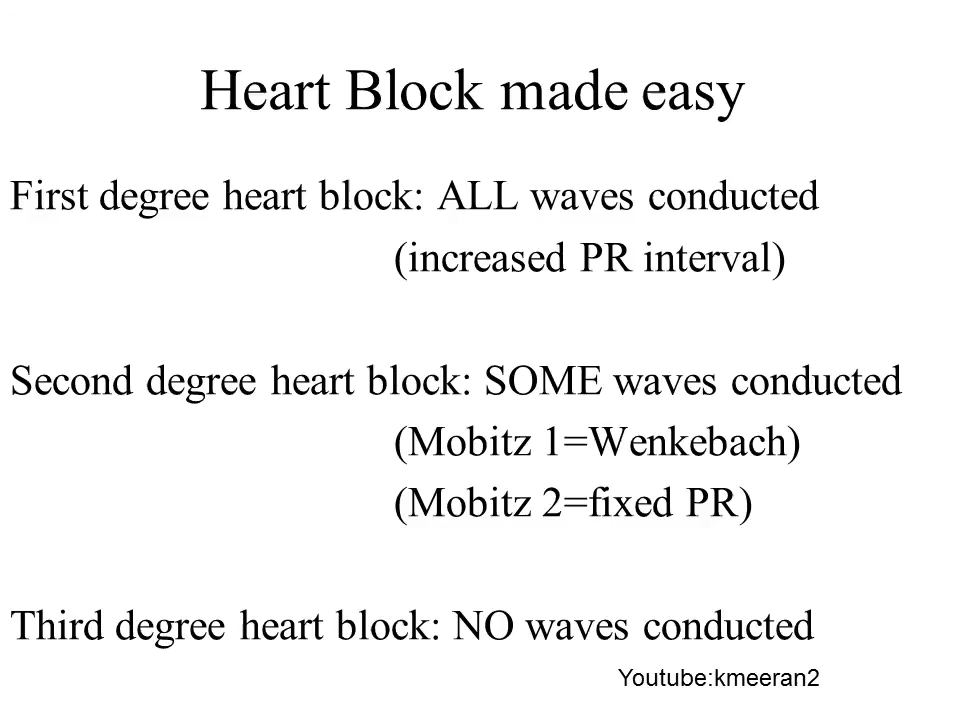 Heart Block made easy
First degree heart block: ALL waves conducted
(increased PR interval)
Second degree heart block: SOME waves conducted
(Mobitz 1=Wenkebach)
(Mobitz 2=fixed PR)
Third degree heart block: NO waves conducted
Youtube:kmeeran2